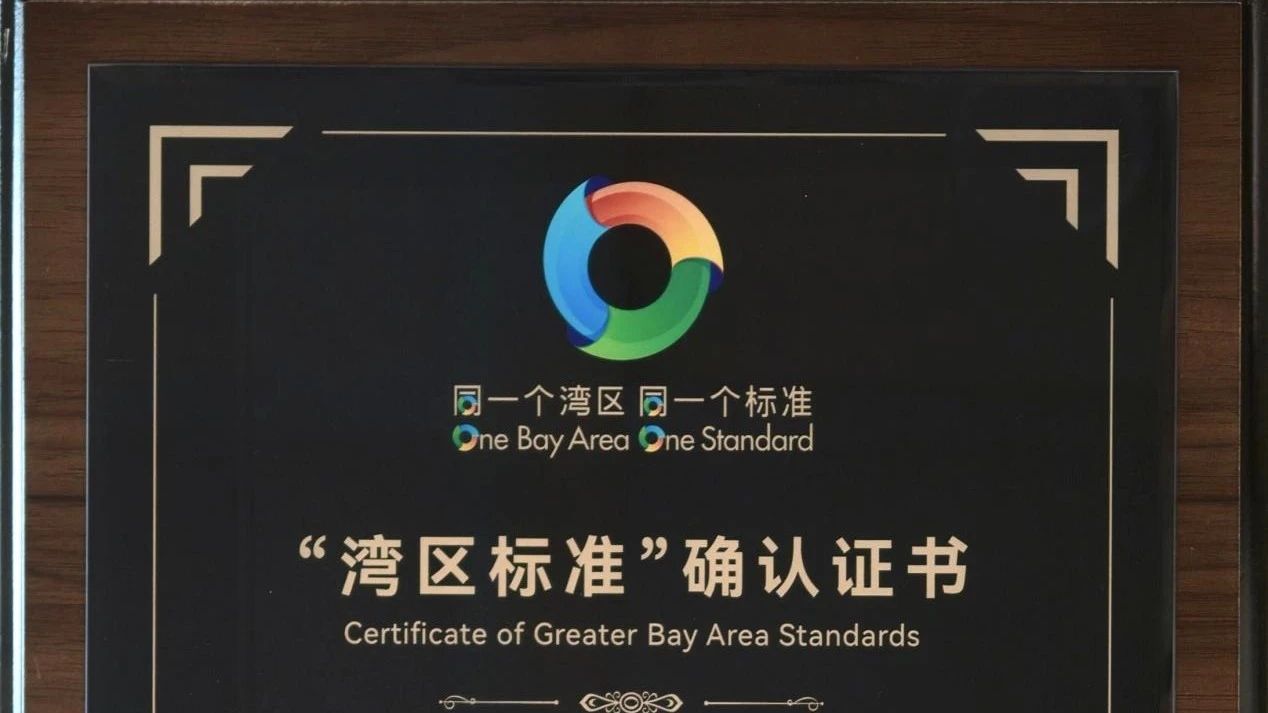 同一个湾区 同一个标准
One Bay Area One Standard
“湾区标准”确认证书
Certificate of Greater Bay Area Standards